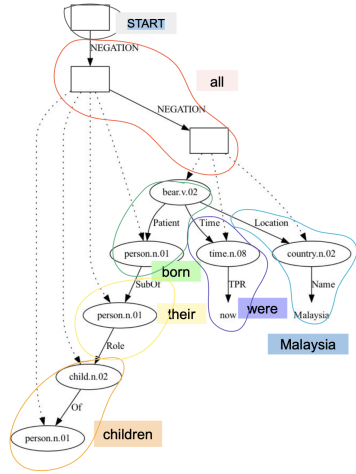 START
NEGATION
all
NEGATION
bear.v.02
Patient
Time
Location
person.n.01
time.n.08
country.n.02
born
SubOf
TPR
Name
person.n.01
their
now
were
Malaysia
Role
Malaysia
child.n.02
Of
person.n.01
children